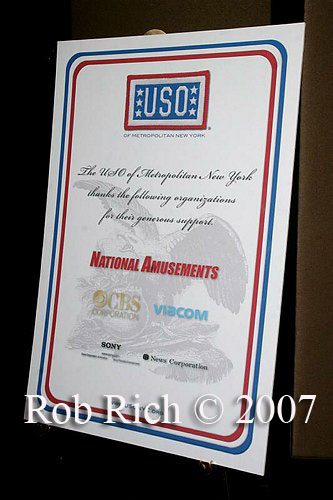 USO
OF METROPOLITAN NEW YORK
The USO of Metropolitan New York
thanks the following organizations
for their generous support.
NATIONAL AMUSEMENTS
CBS
CORPORATION
VIACOM
SONY
News Corporation
Rob Rich © 2007